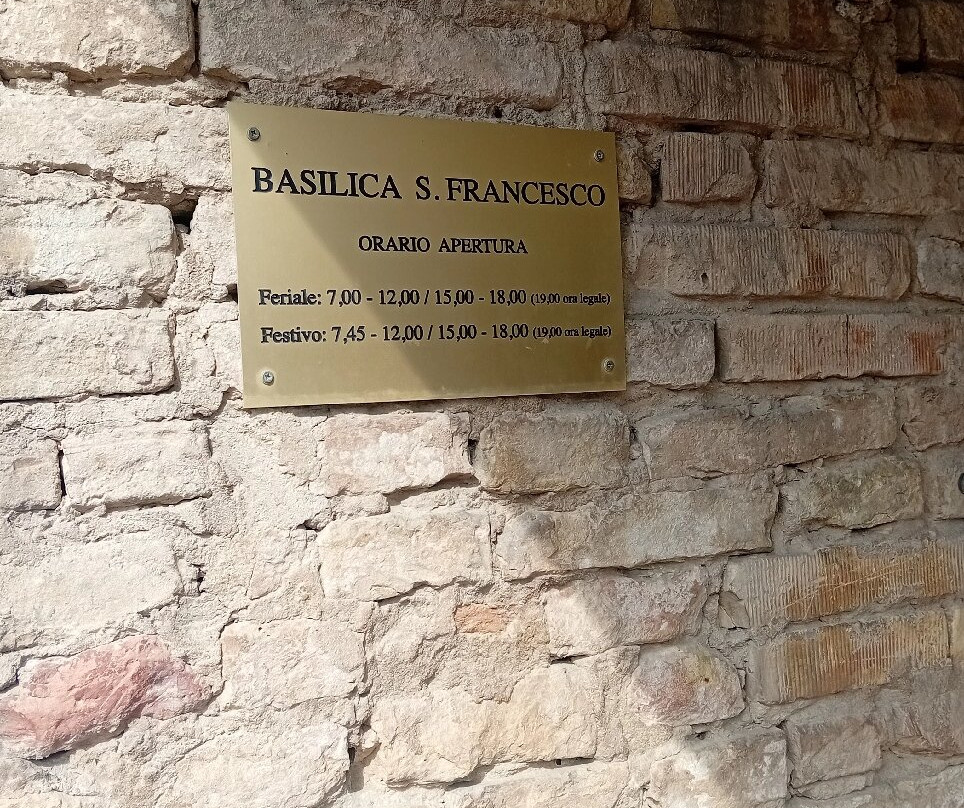 BASILICA S. FRANCESCO
ORARIO APERTURA
Feriale: 7,00 - 12,00 / 15,00 - 18,00 (19,00 ora legale)
Festivo: 7,45 - 12,00 / 15,00 - 18,00 (19,00 ora legale)